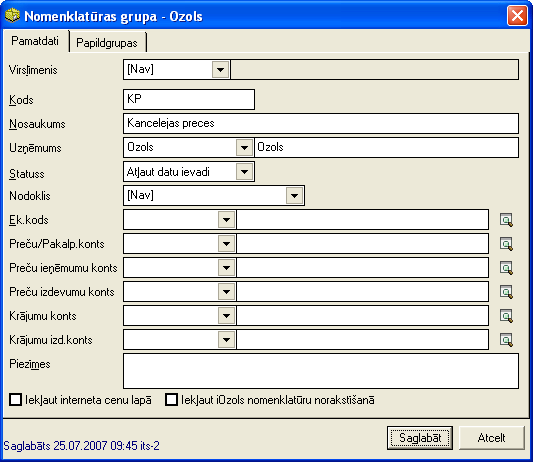 Nomenklatūras grupa - Ozols
Pamatdati Papildgrupas
Virslīmenis [Nav]
Kods KP
Nosaukums Kancelejas preces
Uzņēmums Ozols Ozols
Statuss Atļaut datu ievadi
Nodoklis [Nav]
Ek.kods
Preču/Pakalp.konts
Preču ieņēmumu konts
Preču izdevumu konts
Krājumu konts
Krājumu izd.konts
Piezīmes
Iekļaut interneta cenu lapā Iekļaut iOzols nomenklatūru norakstīšanā
Saglabāt Atcelt
Saglabāts 25.07.2007 09:45 its-2